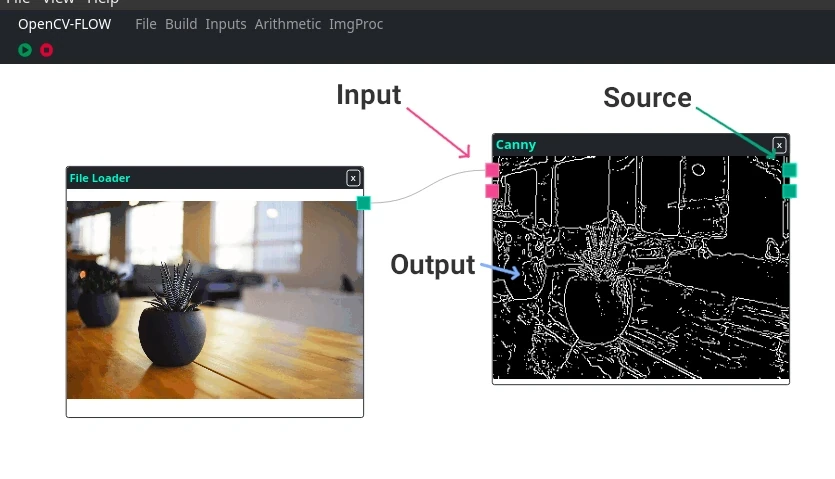 File View Help
OpenCV-FLOW File Build Inputs Arithmetic ImgProc
Input
Source
Canny
x
File Loader
x
Output